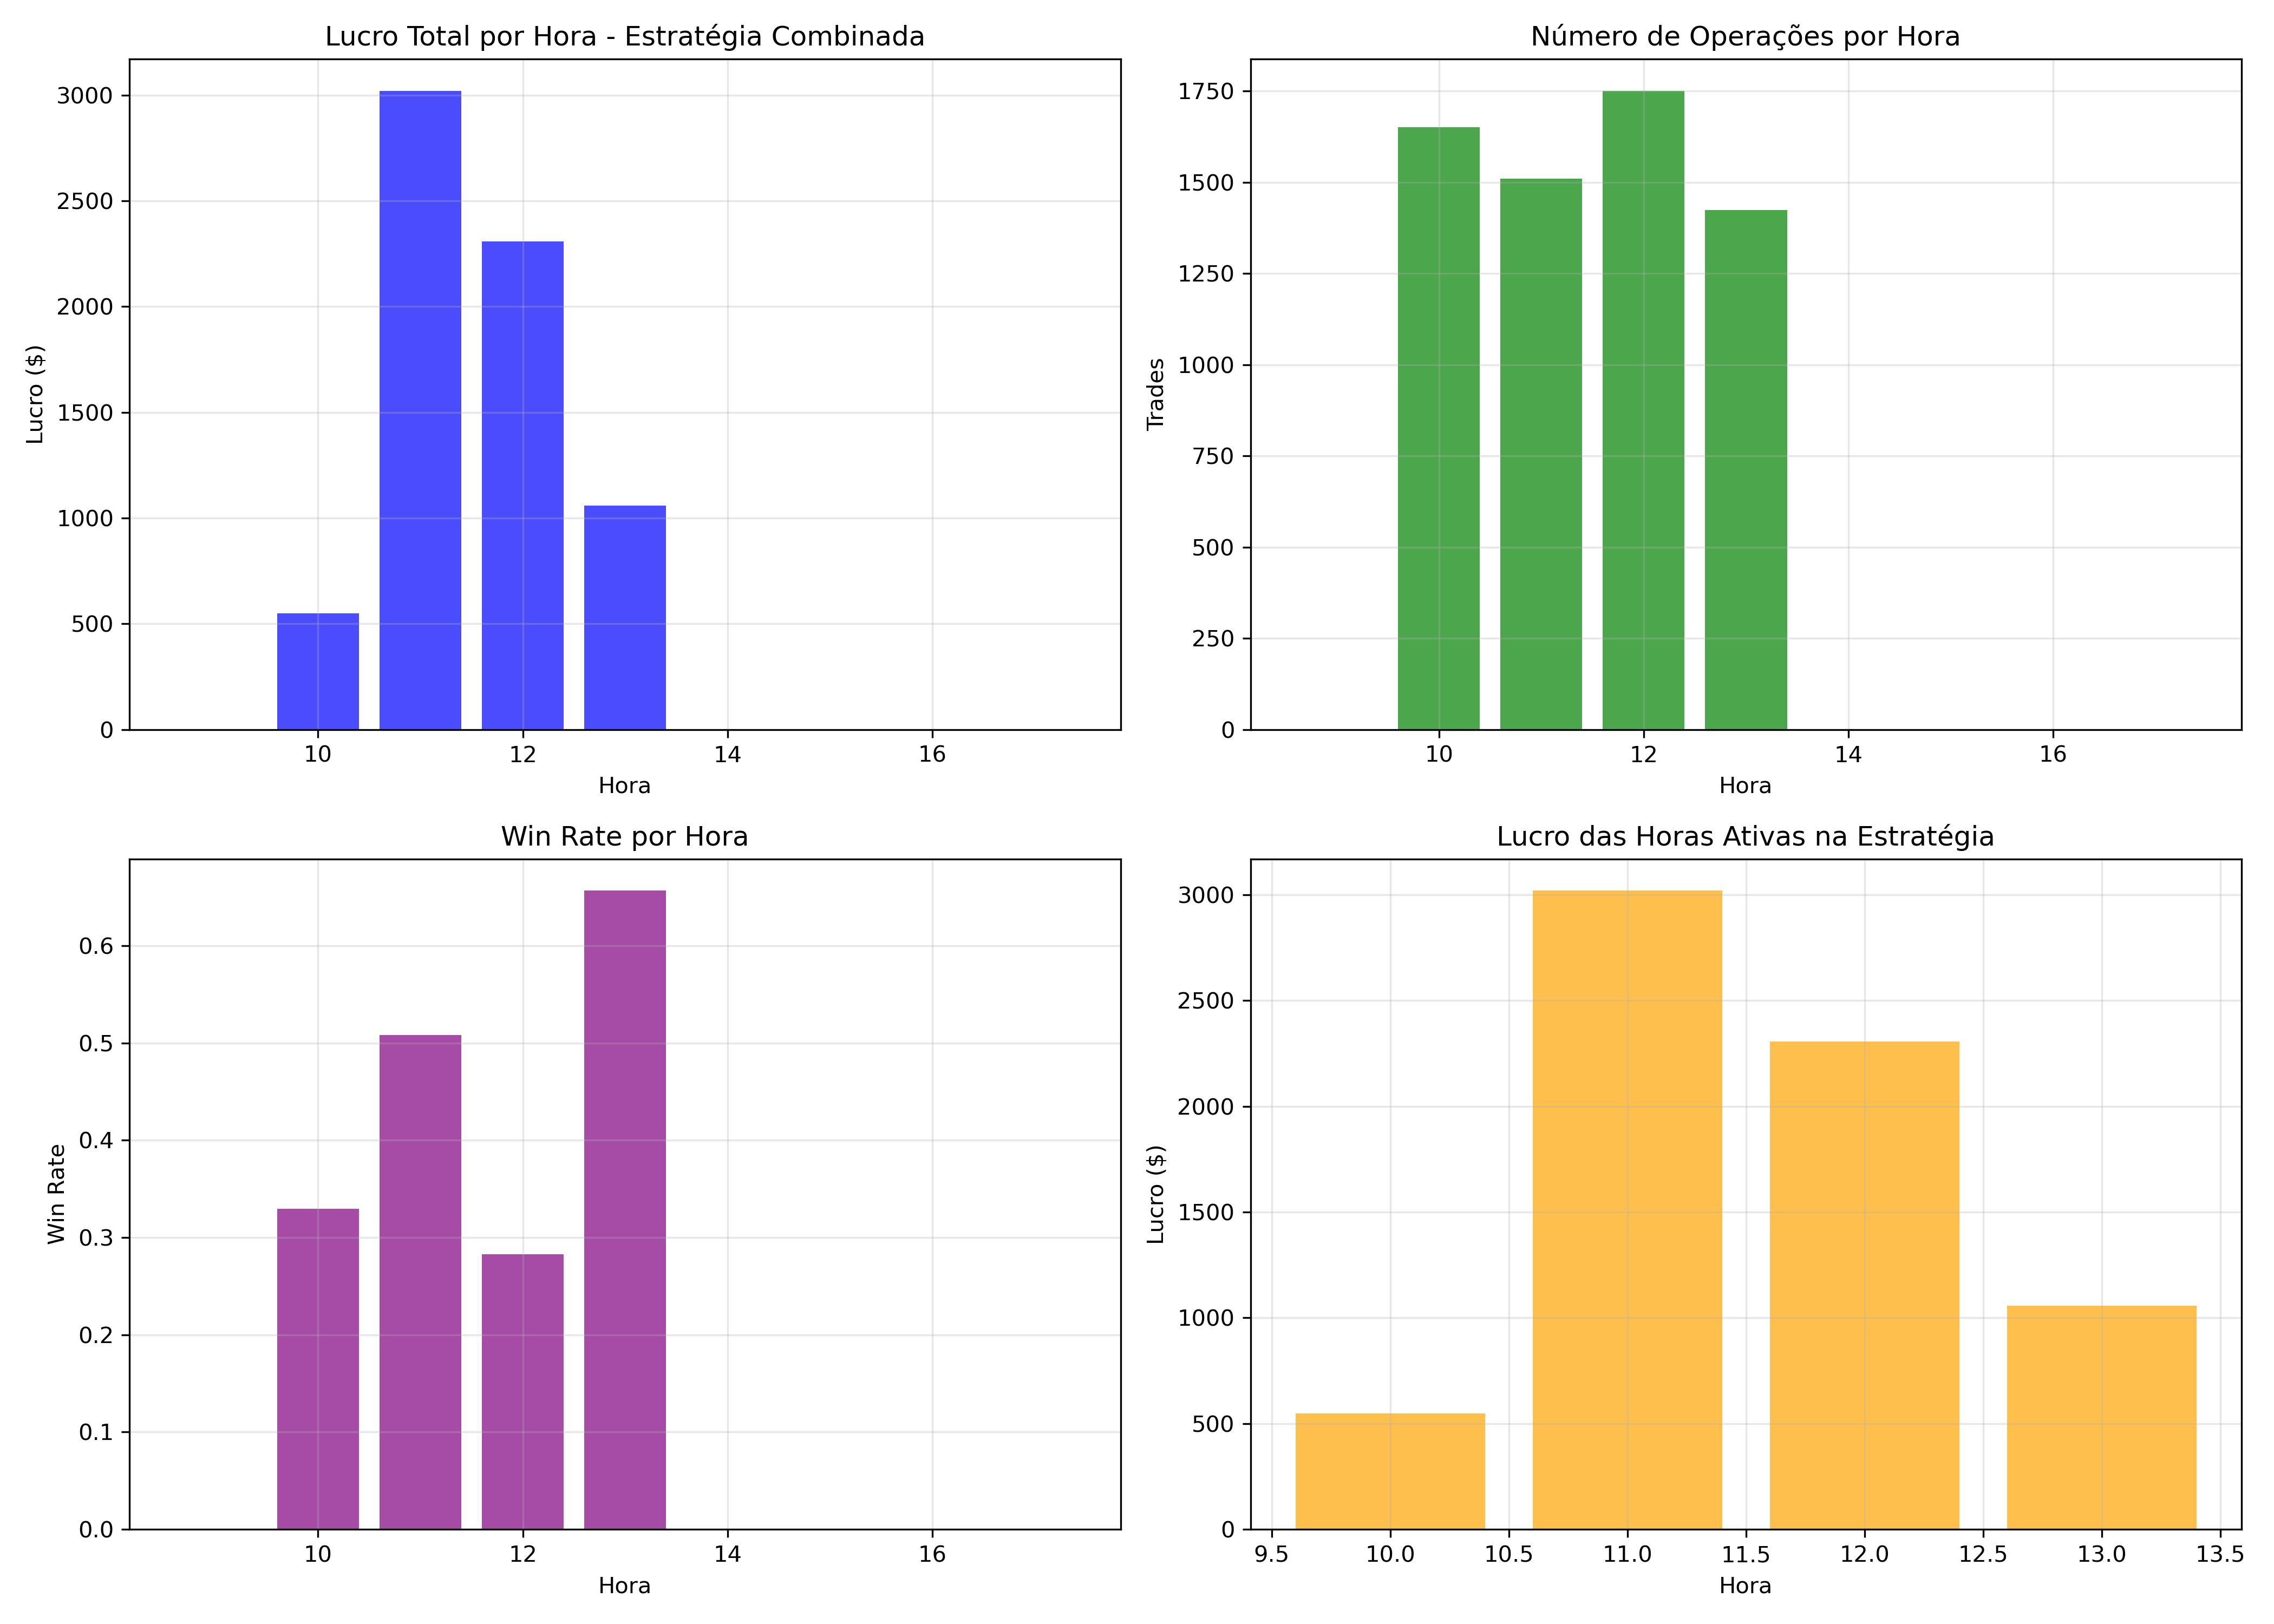 Lucro Total por Hora - Estratégia Combinada
3000
2500
2000
1500
1000
500
0
Lucro ($)
10 12 14 16
Hora
Número de Operações por Hora
1750
1500
1250
1000
750
500
250
0
Trades
10 12 14 16
Hora
Win Rate por Hora
0.6
0.5
0.4
0.3
0.2
0.1
0.0
Win Rate
10 12 14 16
Hora
Lucro das Horas Ativas na Estratégia
3000
2500
2000
1500
1000
500
0
Lucro ($)
9.5 10.0 10.5 11.0 11.5 12.0 12.5 13.0 13.5
Hora